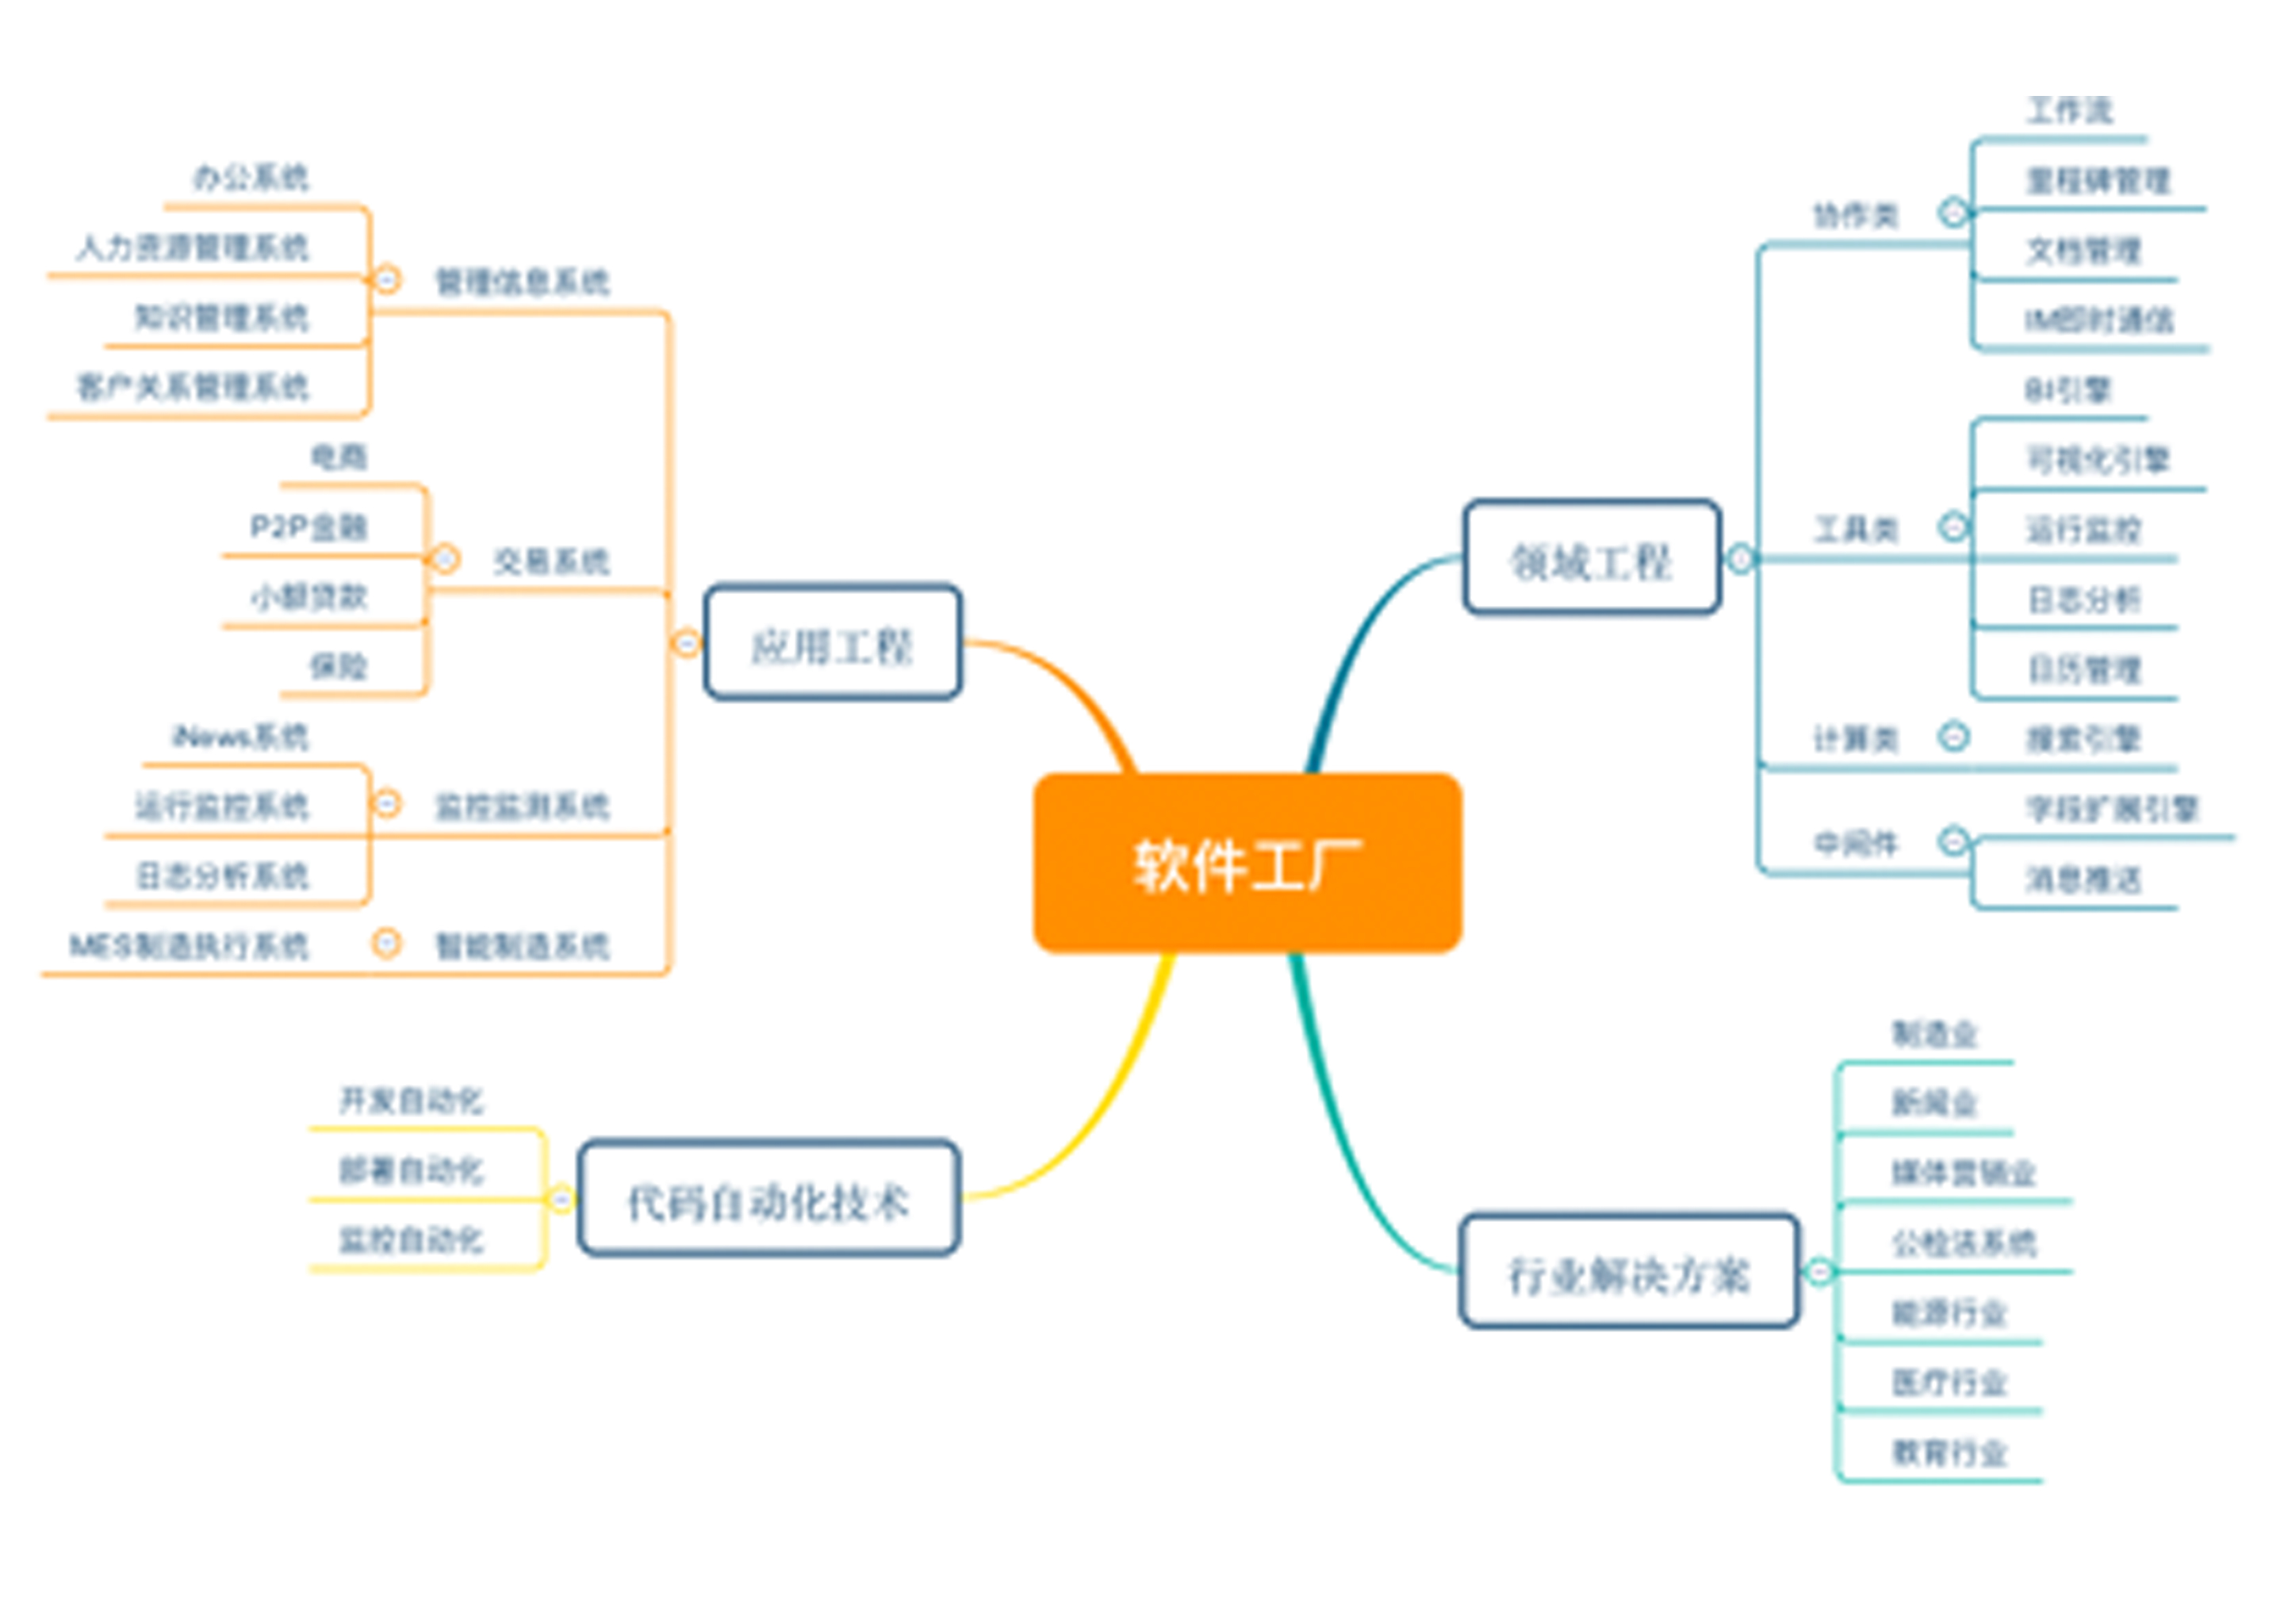 软件工厂
领域工程
协作类
工作流
里程碑管理
文档管理
IM即时通信
工具类
BI引擎
可视化引擎
运行监控
日志分析
日历管理
计算类
搜索引擎
中间件
字段扩展引擎
消息推送
行业解决方案
制造业
新闻业
媒体营销业
公检法系统
能源行业
医疗行业
教育行业
应用工程
管理信息系统
办公系统
人力资源管理系统
知识管理系统
客户关系管理系统
交易系统
电商
P2P金融
小额贷款
保险
监控监测系统
iNews系统
运行监控系统
日志分析系统
智能制造系统
MES制造执行系统
代码自动化技术
开发自动化
部署自动化
监控自动化